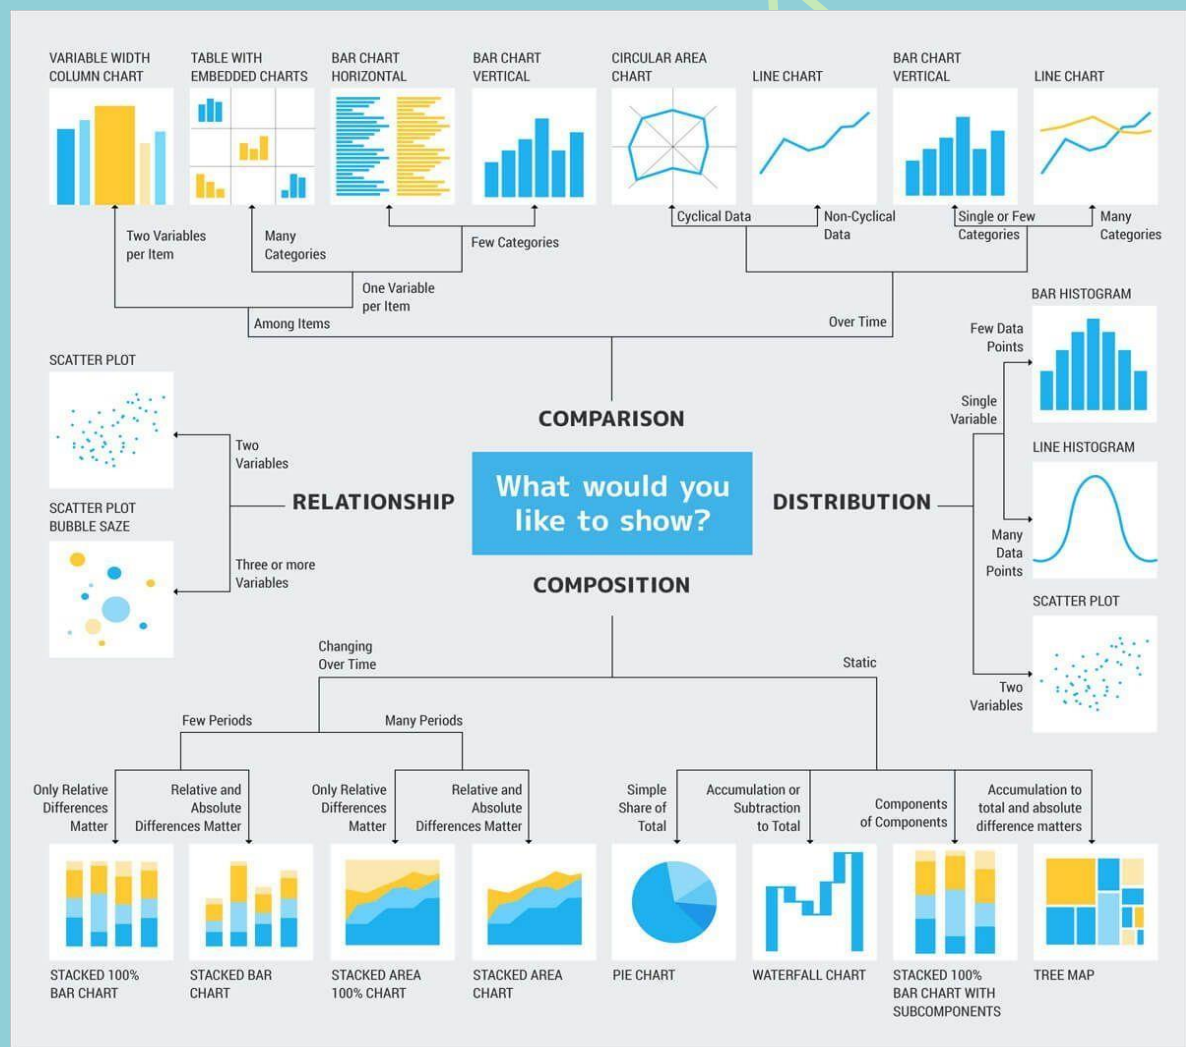 VARIABLE WIDTH
COLUMN CHART
TABLE WITH
EMBEDDED CHARTS
BAR CHART
HORIZONTAL
BAR CHART
VERTICAL
CIRCULAR AREA
CHART
LINE CHART
BAR CHART
VERTICAL
LINE CHART
Two Variables
per Item
Many
Categories
Few Categories
Cyclical Data
Non-Cyclical
Data
Single or Few
Categories
Many
Categories
One Variable
per Item
Among Items
Over Time
COMPARISON
What would you
like to show?
RELATIONSHIP
SCATTER PLOT
Two
Variables
SCATTER PLOT
BUBBLE SAZE
Three or more
Variables
DISTRIBUTION
BAR HISTOGRAM
Few Data
Points
Single
Variable
LINE HISTOGRAM
Many
Data
Points
SCATTER PLOT
Two
Variables
COMPOSITION
Changing
Over Time
Static
Few Periods
Many Periods
Only Relative
Differences
Matter
Relative and
Absolute
Differences Matter
Only Relative
Differences
Matter
Relative and
Absolute
Differences Matter
Simple
Share of
Total
Accumulation or
Subtraction
to Total
Components
of Components
Accumulation to
total and absolute
difference matters
STACKED 100%
BAR CHART
STACKED BAR
CHART
STACKED AREA
100% CHART
STACKED AREA
CHART
PIE CHART
WATERFALL CHART
STACKED 100%
BAR CHART WITH
SUBCOMPONENTS
TREE MAP